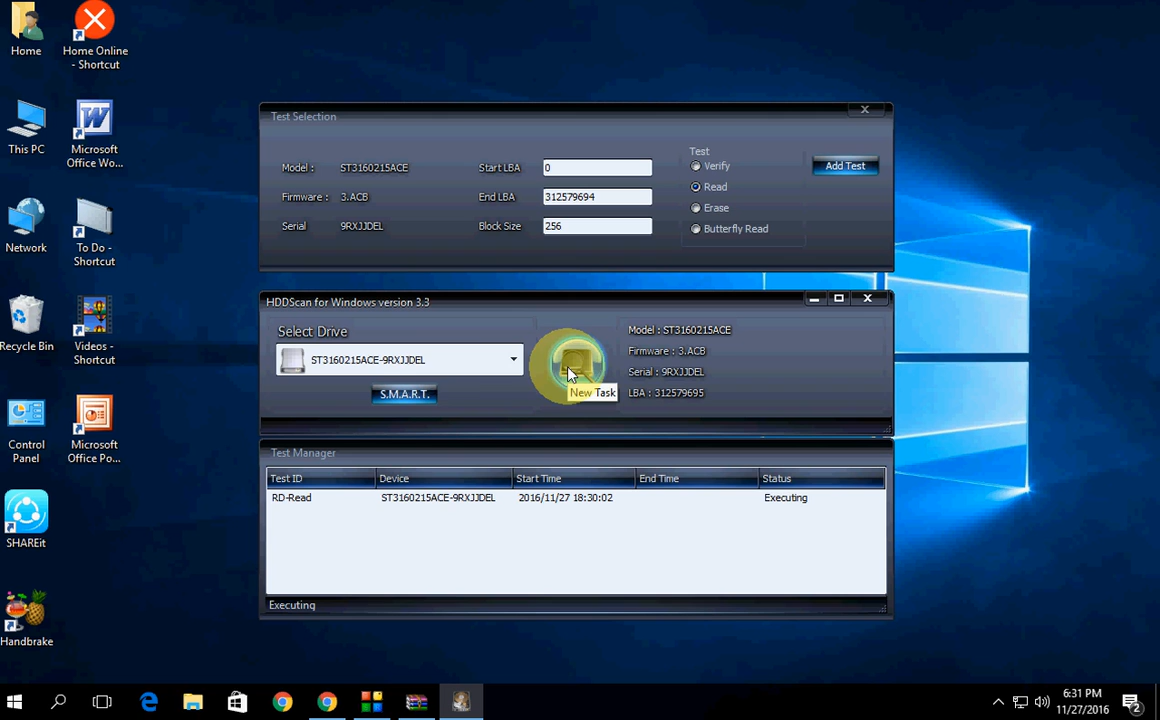 Home
Home Online
- Shortcut
This PC
Microsoft
Office Wo...
Network
To Do -
Shortcut
Recycle Bin
Videos -
Shortcut
Control
Panel
Microsoft
Office Po...
SHAREit
Handbrake
Test Selection
X
Model : ST3160215ACE
Firmware : 3.ACB
Serial 9RXJJDEL
Start LBA 0
End LBA 312579694
Block Size 256
Test
Verify
Read
Erase
Butterfly Read
Add Test
HDDScan for Windows version 3.3
Select Drive
ST3160215ACE-9RXJJDEL
S.M.A.R.T.
New Task
Model : ST3160215ACE
Firmware : 3.ACB
Serial : 9RXJJDEL
LBA : 312579695
Test Manager
Test ID Device Start Time End Time Status
RD-Read ST3160215ACE-9RXJJDEL 2016/11/27 18:30:02 Executing
Executing
6:31 PM
11/27/2016
2